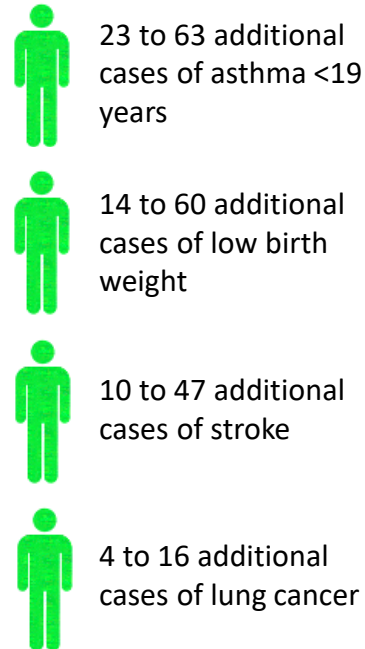 23 to 63 additional
cases of asthma <19
years
14 to 60 additional
cases of low birth
weight
10 to 47 additional
cases of stroke
4 to 16 additional
cases of lung cancer